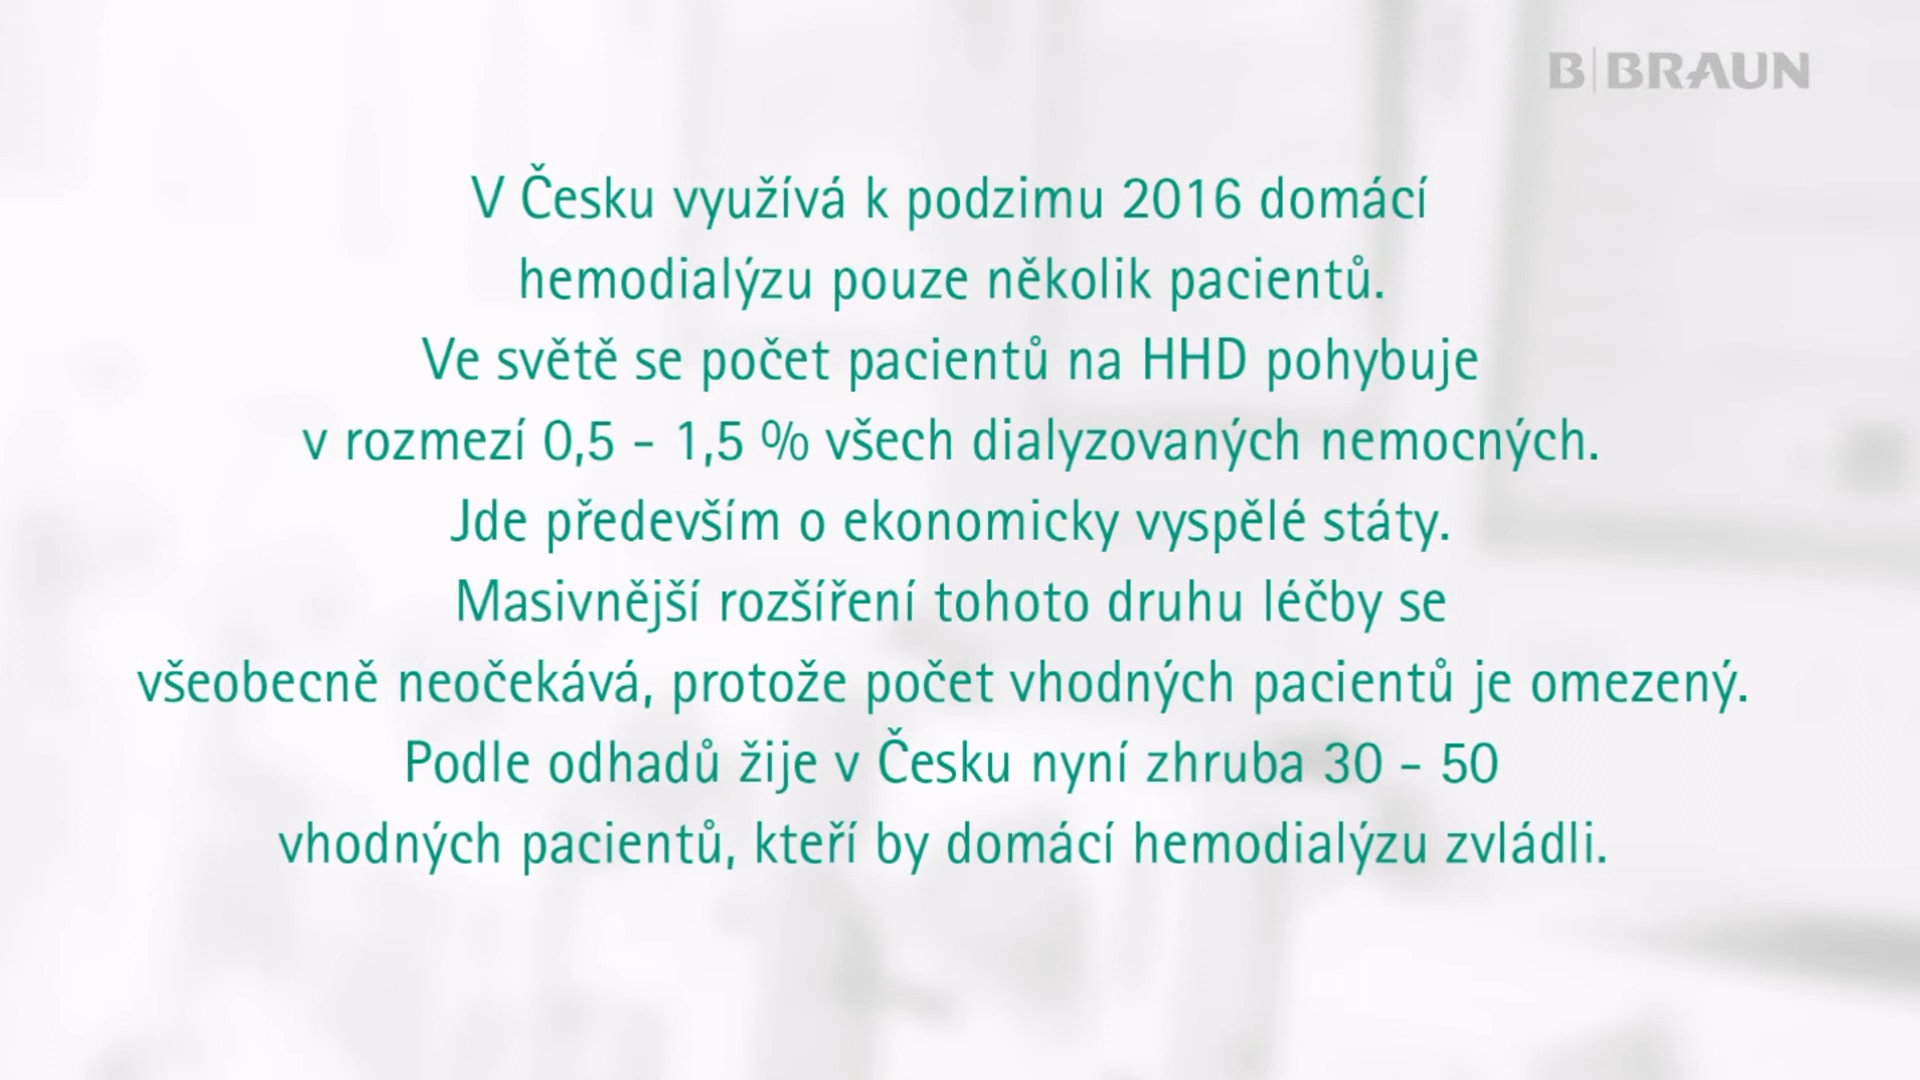 B|BRAUN
V Česku využívá k podzimu 2016 domácí
hemodialýzu pouze několik pacientů.
Ve světě se počet pacientů na HHD pohybuje
v rozmezí 0,5 - 1,5 % všech dialyzovaných nemocných.
Jde především o ekonomicky vyspělé státy.
Masivnější rozšíření tohoto druhu léčby se
všeobecně neočekává, protože počet vhodných pacientů je omezený.
Podle odhadů žije v Česku nyní zhruba 30 - 50
vhodných pacientů, kteří by domácí hemodialýzu zvládli.